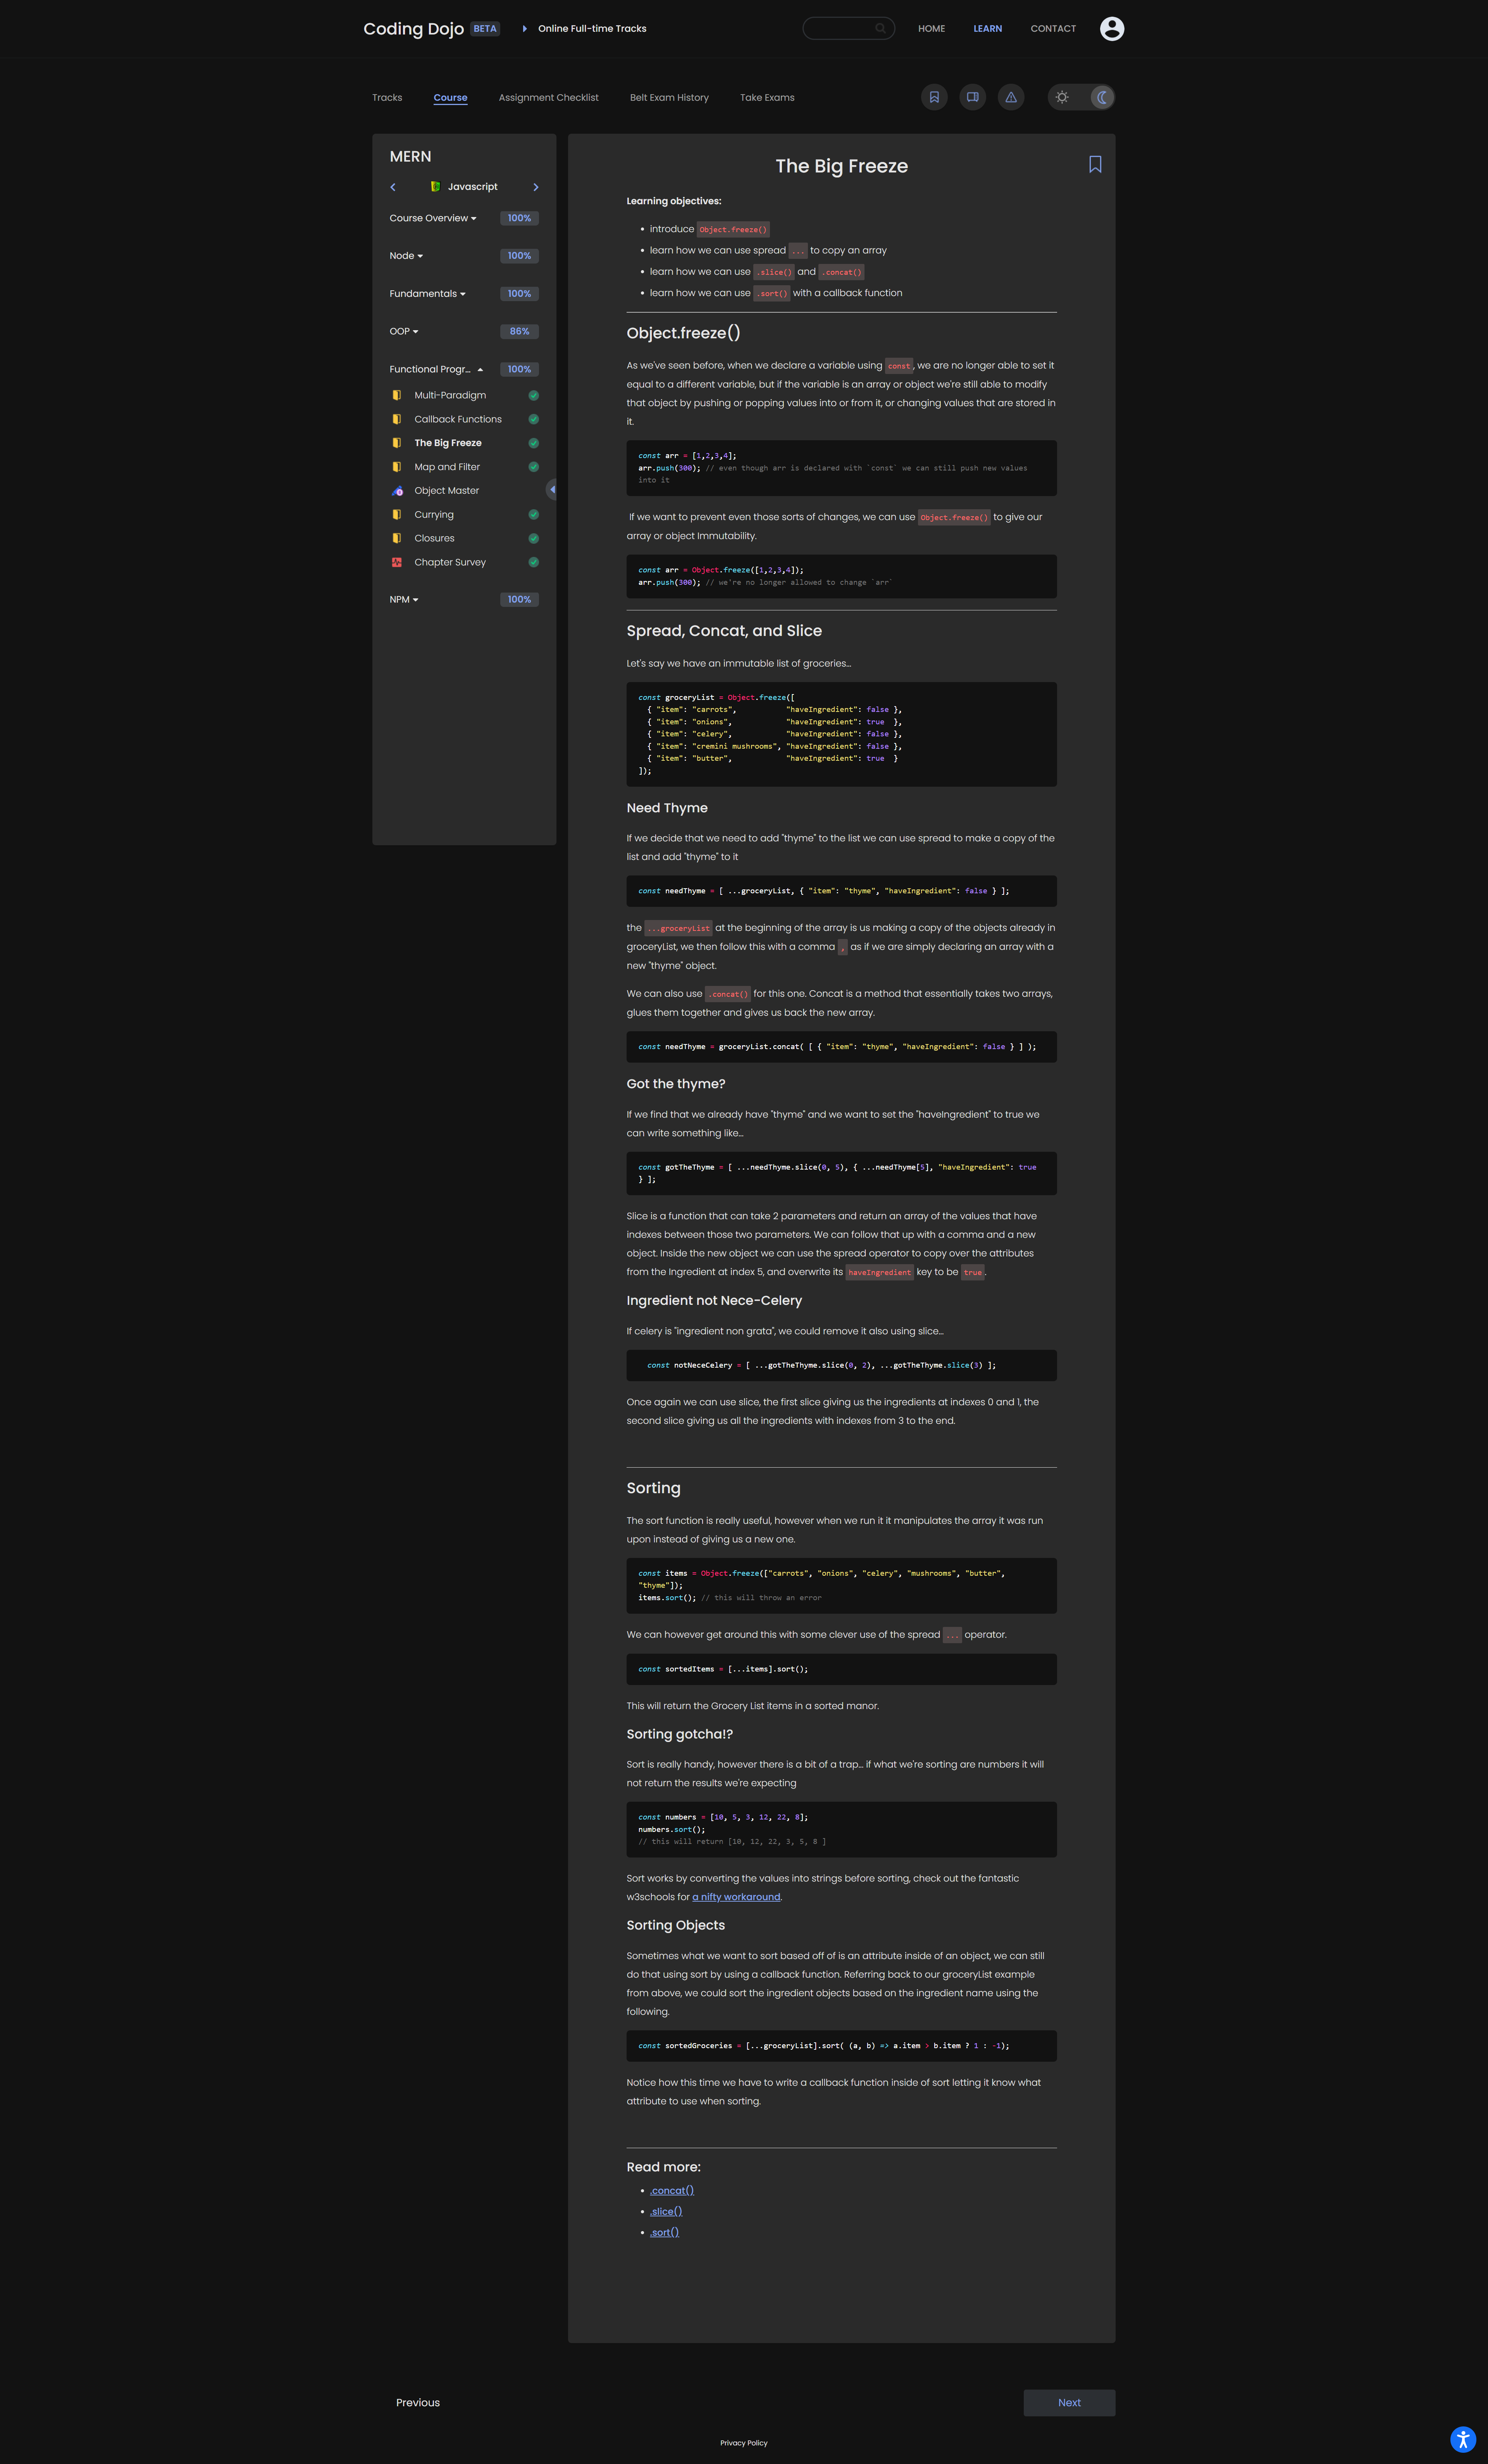 Coding Dojo BETA Online Full-time Tracks HOME LEARN CONTACT
Tracks Course Assignment Checklist Belt Exam History Take Exams
MERN
Javascript
Course Overview 100%
Node 100%
Fundamentals 100%
OOP 86%
Functional Progr... 100%
Multi-Paradigm
Callback Functions
The Big Freeze
Map and Filter
Object Master
Currying
Closures
Chapter Survey
NPM 100%
The Big Freeze
Learning objectives:
• introduce Object.freeze()
• learn how we can use spread ... to copy an array
• learn how we can use .slice() and .concat()
• learn how we can use .sort() with a callback function
Object.freeze()
As we've seen before, when we declare a variable using const, we are no longer able to set it
equal to a different variable, but if the variable is an array or object we're still able to modify
that object by pushing or popping values into or from it, or changing values that are stored in
it.
const arr = [1,2,3,4];
arr.push(300); // even though arr is declared with `const` we can still push new values
into it
If we want to prevent even those sorts of changes, we can use Object.freeze() to give our
array or object Immutability.
const arr = Object.freeze([1,2,3,4]);
arr.push(300); // we're no longer allowed to change `arr`
Spread, Concat, and Slice
Let's say we have an immutable list of groceries...
const groceryList = Object.freeze([
{ "item": "carrots", "haveIngredient": false },
{ "item": "onions", "haveIngredient": true },
{ "item": "celery", "haveIngredient": false },
{ "item": "cremini mushrooms", "haveIngredient": false },
{ "item": "butter", "haveIngredient": true }
]);
Need Thyme
If we decide that we need to add "thyme" to the list we can use spread to make a copy of the
list and add "thyme" to it
const needThyme = [ ...groceryList, { "item": "thyme", "haveIngredient": false } ];
the ...groceryList at the beginning of the array is us making a copy of the objects already in
groceryList, we then follow this with a comma , as if we are simply declaring an array with a
new "thyme" object.
We can also use .concat() for this one. Concat is a method that essentially takes two arrays,
glues them together and gives us back the new array.
const needThyme = groceryList.concat( [ { "item": "thyme", "haveIngredient": false } ] );
Got the thyme?
If we find that we already have "thyme" and we want to set the "haveIngredient" to true we
can write something like...
const gotTheThyme = [ ...needThyme.slice(0, 5), { ...needThyme[5], "haveIngredient": true
} ];
Slice is a function that can take 2 parameters and return an array of the values that have
indexes between those two parameters. We can follow that up with a comma and a new
object. Inside the new object we can use the spread operator to copy over the attributes
from the Ingredient at index 5, and overwrite its haveIngredient key to be true.
Ingredient not Nece-Celery
If celery is "ingredient non grata", we could remove it also using slice...
const notNeceCelery = [ ...gotTheThyme.slice(0, 2), ...gotTheThyme.slice(3) ];
Once again we can use slice, the first slice giving us the ingredients at indexes 0 and 1, the
second slice giving us all the ingredients with indexes from 3 to the end.
Sorting
The sort function is really useful, however when we run it it manipulates the array it was run
upon instead of giving us a new one.
const items = Object.freeze(["carrots", "onions", "celery", "mushrooms", "butter",
"thyme"]);
items.sort(); // this will throw an error
We can however get around this with some clever use of the spread ... operator.
const sortedItems = [...items].sort();
This will return the Grocery List items in a sorted manor.
Sorting gotcha!?
Sort is really handy, however there is a bit of a trap... if what we're sorting are numbers it will
not return the results we're expecting
const numbers = [10, 5, 3, 12, 22, 8];
numbers.sort();
// this will return [10, 12, 22, 3, 5, 8 ]
Sort works by converting the values into strings before sorting, check out the fantastic
w3schools for a nifty workaround.
Sorting Objects
Sometimes what we want to sort based off of is an attribute inside of an object, we can still
do that using sort by using a callback function. Referring back to our groceryList example
from above, we could sort the ingredient objects based on the ingredient name using the
following.
const sortedGroceries = [...groceryList].sort( (a, b) => a.item > b.item ? 1 : -1);
Notice how this time we have to write a callback function inside of sort letting it know what
attribute to use when sorting.
Read more:
• .concat()
• .slice()
• .sort()
Previous Next
Privacy Policy